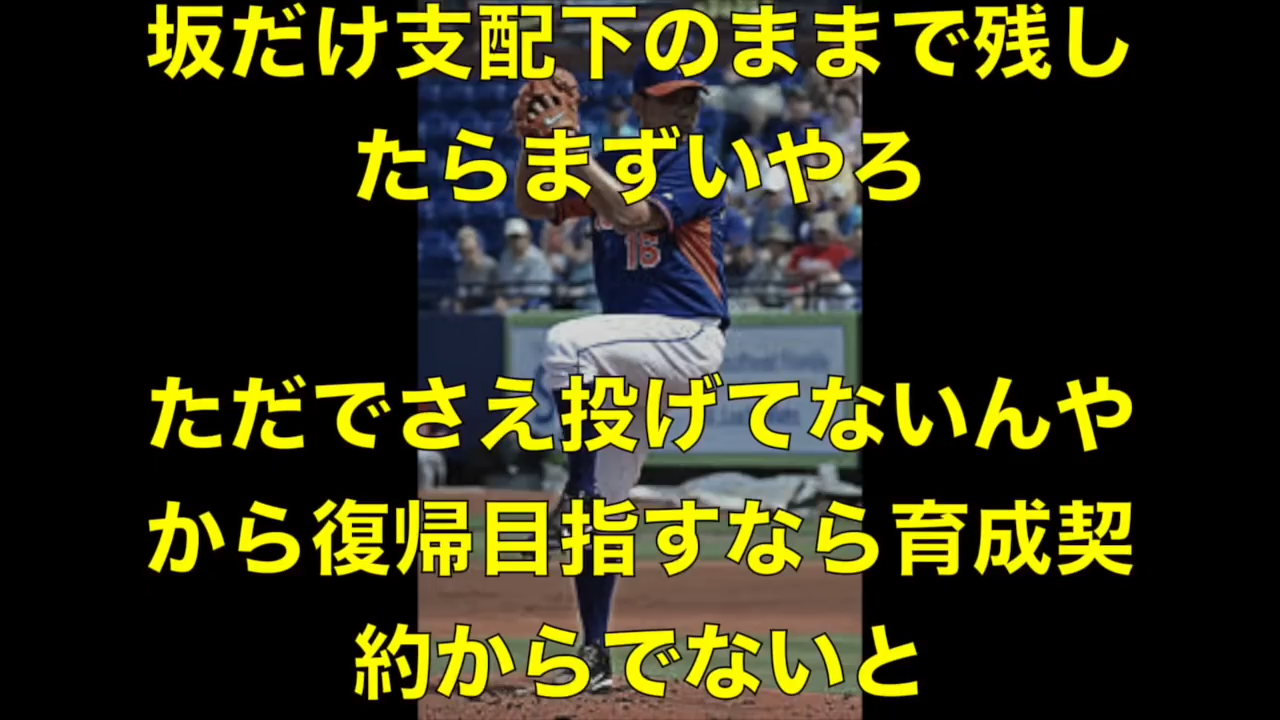 坂だけ支配下のままで残し
たらまずいやろ
ただでさえ投げてないんや
から復帰目指すなら育成契
約からでないと
16